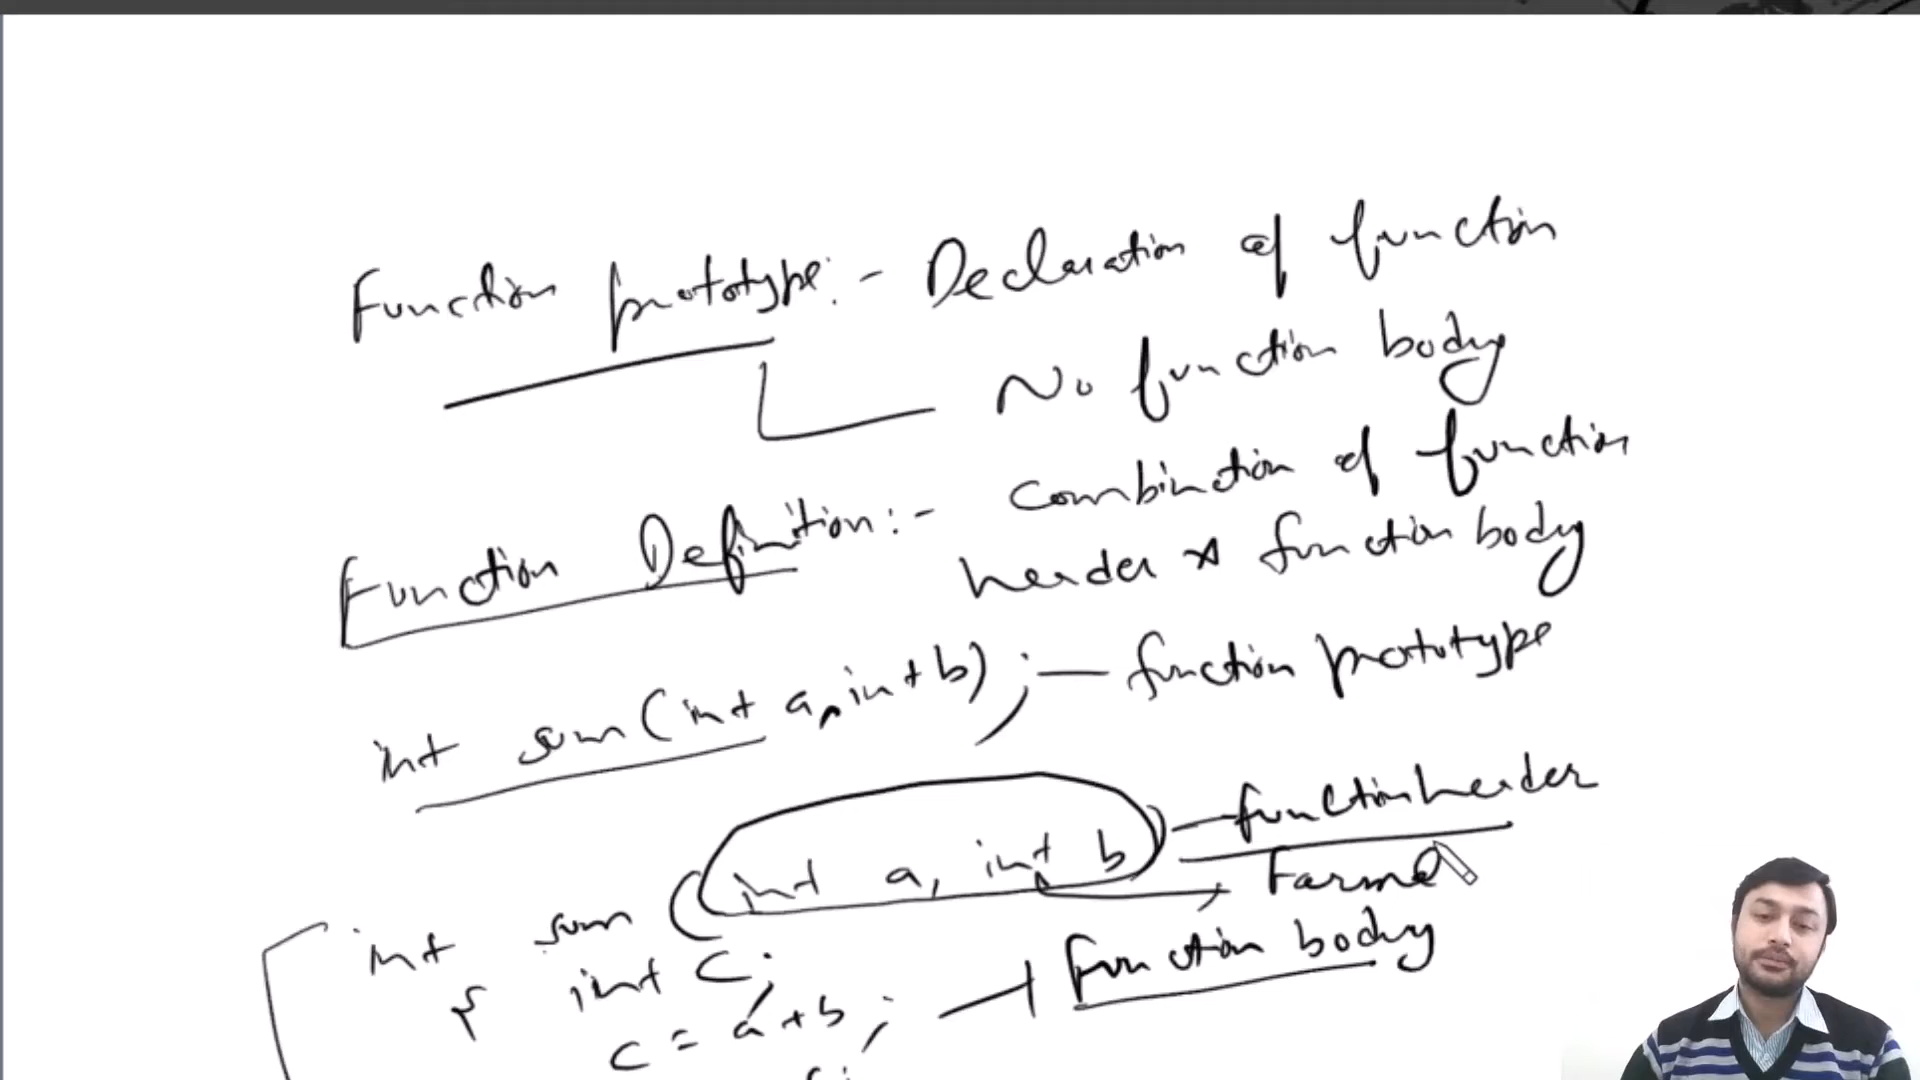 Function prototype :- Declaration of function
No function body
Function Definition :- combination of function
header & function body
int sum (int a, int b) ; — function prototype
int sum (int a, int b) — function header
Forma
{ int c; function body
c = a + b ;